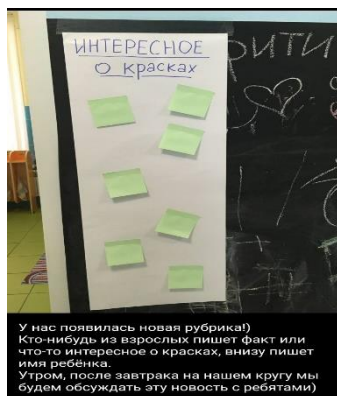 ИНТЕРЕСНОЕ
О КРАСКАХ
РИТИ
У нас появилась новая рубрика!)
Кто-нибудь из взрослых пишет факт или
что-то интересное о красках, внизу пишет
имя ребёнка.
Утром, после завтрака на нашем кругу мы
будем обсуждать эту новость с ребятами)